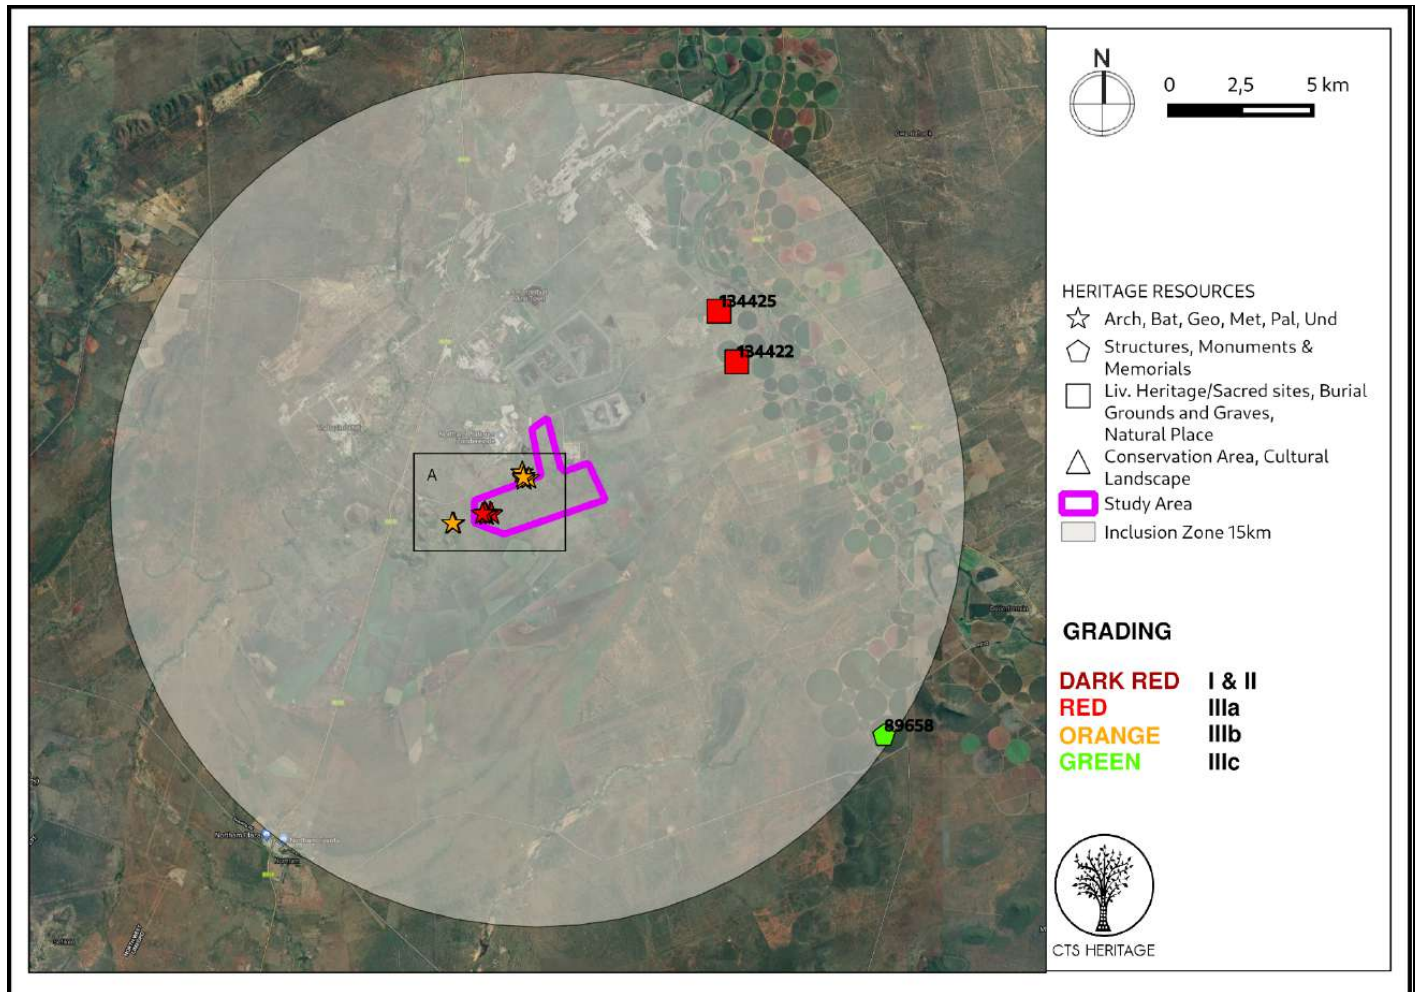 N
0 2,5 5 km
134425
134422
A
89658
HERITAGE RESOURCES
Arch, Bat, Geo, Met, Pal, Und
Structures, Monuments &
Memorials
Liv. Heritage/Sacred sites, Burial
Grounds and Graves,
Natural Place
Conservation Area, Cultural
Landscape
Study Area
Inclusion Zone 15km
GRADING
DARK RED I & II
RED IIIa
ORANGE IIIb
GREEN IIIc
CTS HERITAGE
Northam